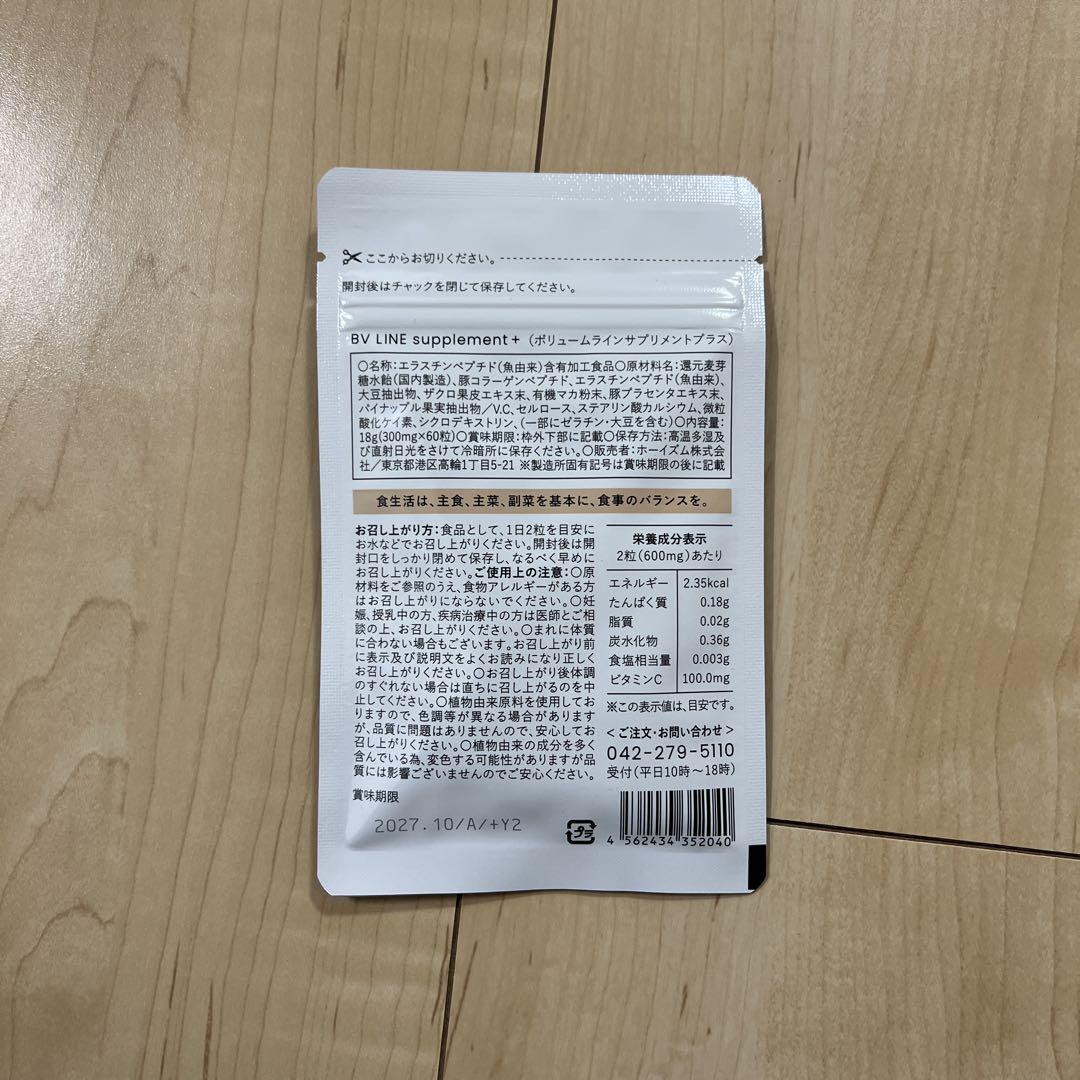 ここからお切りください。
開封後はチャックを閉じて保存してください。
BV LINE supplement+（ボリュームラインサプリメントプラス）
〇名称：エラスチンペプチド（魚由来）含有加工食品〇原材料名：還元麦芽
糖水飴（国内製造）、豚コラーゲンペプチド、エラスチンペプチド（魚由来）、
大豆抽出物、ザクロ果皮エキス末、有機マカ粉末、豚プラセンタエキス末、
パイナップル果実抽出物／V.C、セルロース、ステアリン酸カルシウム、微粒
酸化ケイ素、シクロデキストリン、（一部にゼラチン・大豆を含む）〇内容量：
18g(300mg×60粒)〇賞味期限：枠外下部に記載〇保存方法：高温多湿及
び直射日光をさけて冷暗所に保存ください。〇販売者：ホーイズム株式会
社／東京都港区高輪1丁目5-21 ※製造所固有記号は賞味期限の後に記載
食生活は、主食、主菜、副菜を基本に、食事のバランスを。
お召し上がり方：食品として、1日2粒を目安に
お水などでお召し上がりください。開封後は開
封口をしっかり閉めて保存し、なるべく早めに
お召し上がりください。ご使用上の注意：〇原
材料をご参照のうえ、食物アレルギーがある方
はお召し上がりにならないでください。〇妊
娠、授乳中の方、疾病治療中の方は医師とご相
談の上、お召し上がりください。〇まれに体質
に合わない場合もございます。お召し上がり前
に表示及び説明文をよくお読みになり正しく
お召し上がりください。〇お召し上がり後体調
のすぐれない場合は直ちに召し上がるのを中
止してください。〇植物由来原料を使用してお
りますので、色調等が異なる場合があります
が、品質に問題はありませんので、安心してお
召し上がりください。〇植物由来の成分を多く
含んでいる為、変色する可能性がありますが品
質には影響ございませんのでご安心ください。
栄養成分表示
2粒（600mg）あたり
エネルギー 2.35kcal
たんぱく質 0.18g
脂質 0.02g
炭水化物 0.36g
食塩相当量 0.003g
ビタミンC 100.0mg
※この表示値は、目安です。
＜ご注文・お問い合わせ＞
042-279-5110
受付（平日10時～18時）
賞味期限
2027.10/A/+Y2
プラ
4 562434 352040